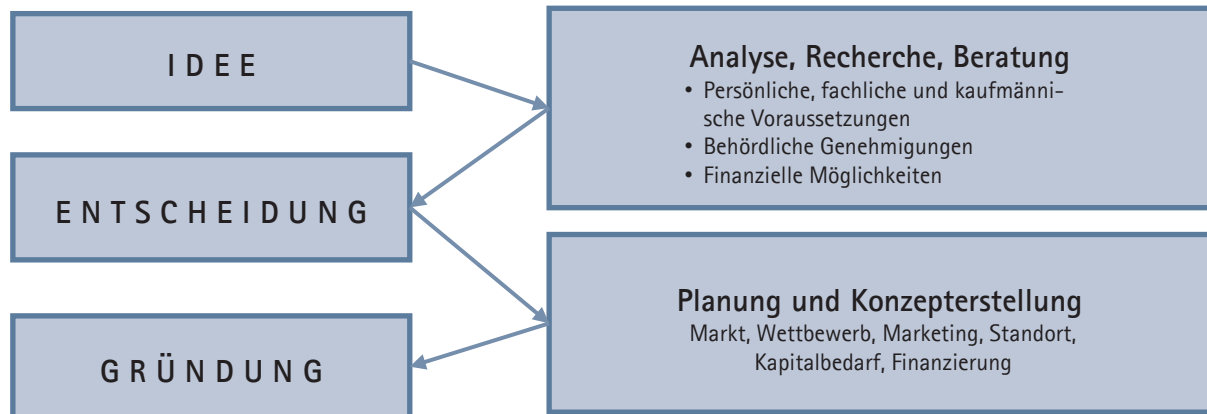 IDEE
Analyse, Recherche, Beratung
• Persönliche, fachliche und kaufmänni-
sche Voraussetzungen
• Behördliche Genehmigungen
• Finanzielle Möglichkeiten
ENTSCHEIDUNG
Planung und Konzepterstellung
Markt, Wettbewerb, Marketing, Standort,
Kapitalbedarf, Finanzierung
GRÜNDUNG